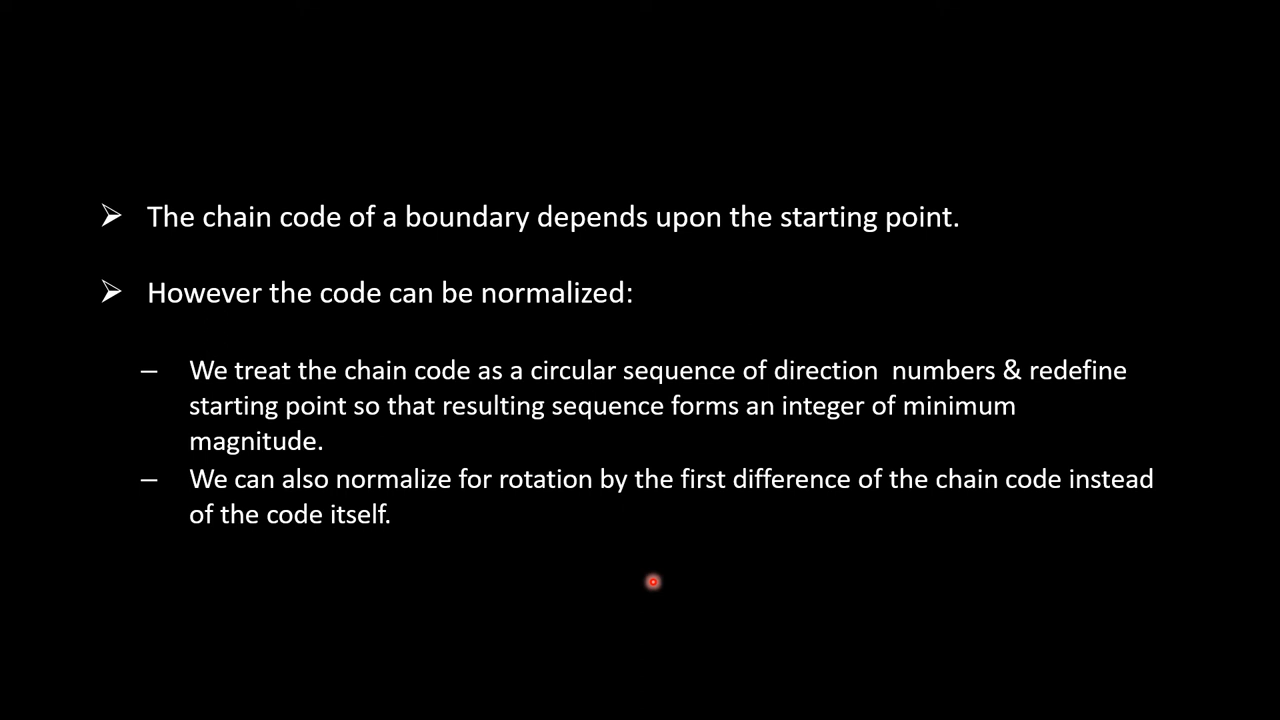 ➢ The chain code of a boundary depends upon the starting point.
➢ However the code can be normalized:
– We treat the chain code as a circular sequence of direction  numbers & redefine
starting point so that resulting sequence forms an integer of minimum
magnitude.
– We can also normalize for rotation by the first difference of the chain code instead
of the code itself.